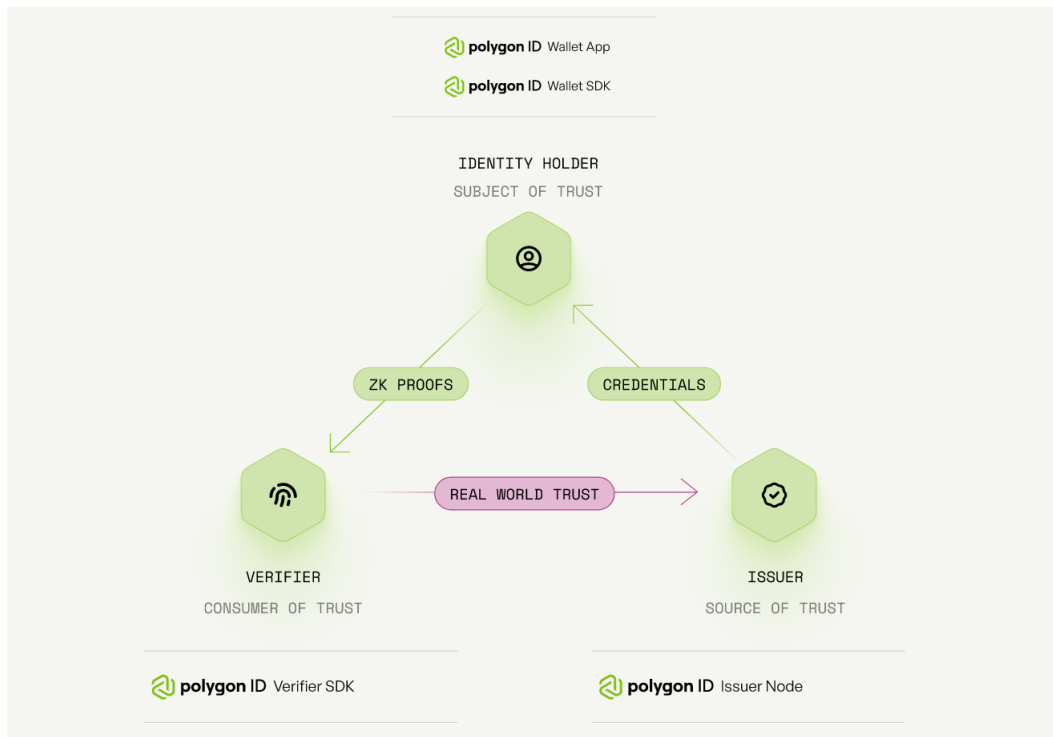 polygon ID Wallet App
polygon ID Wallet SDK
IDENTITY HOLDER
SUBJECT OF TRUST
ZK PROOFS
CREDENTIALS
REAL WORLD TRUST
VERIFIER
ISSUER
CONSUMER OF TRUST
SOURCE OF TRUST
polygon ID Verifier SDK
polygon ID Issuer Node